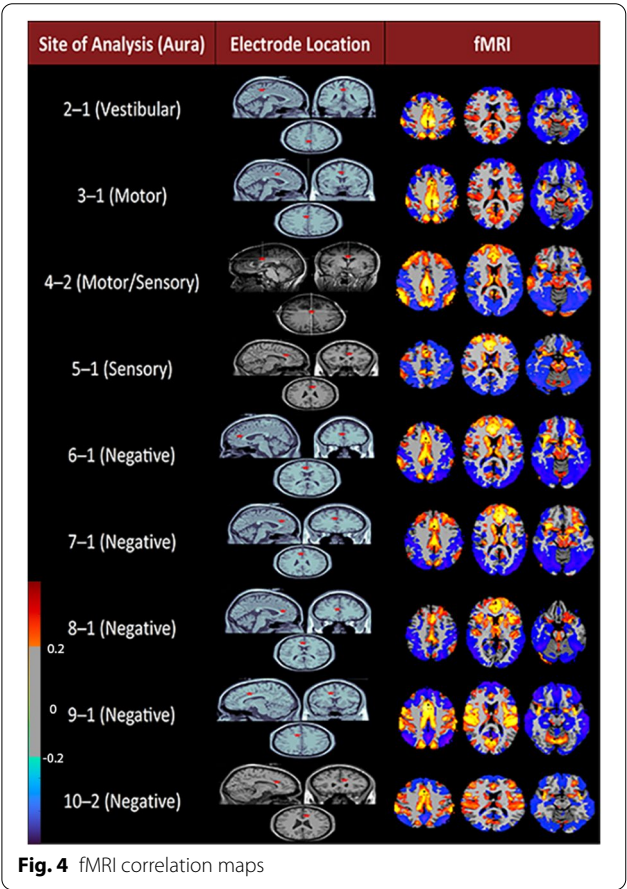 Site of Analysis (Aura) Electrode Location fMRI
2–1 (Vestibular)
3–1 (Motor)
4–2 (Motor/Sensory)
5–1 (Sensory)
6–1 (Negative)
7–1 (Negative)
8–1 (Negative)
0.2
0
9–1 (Negative)
-0.2
10–2 (Negative)
Fig. 4 fMRI correlation maps